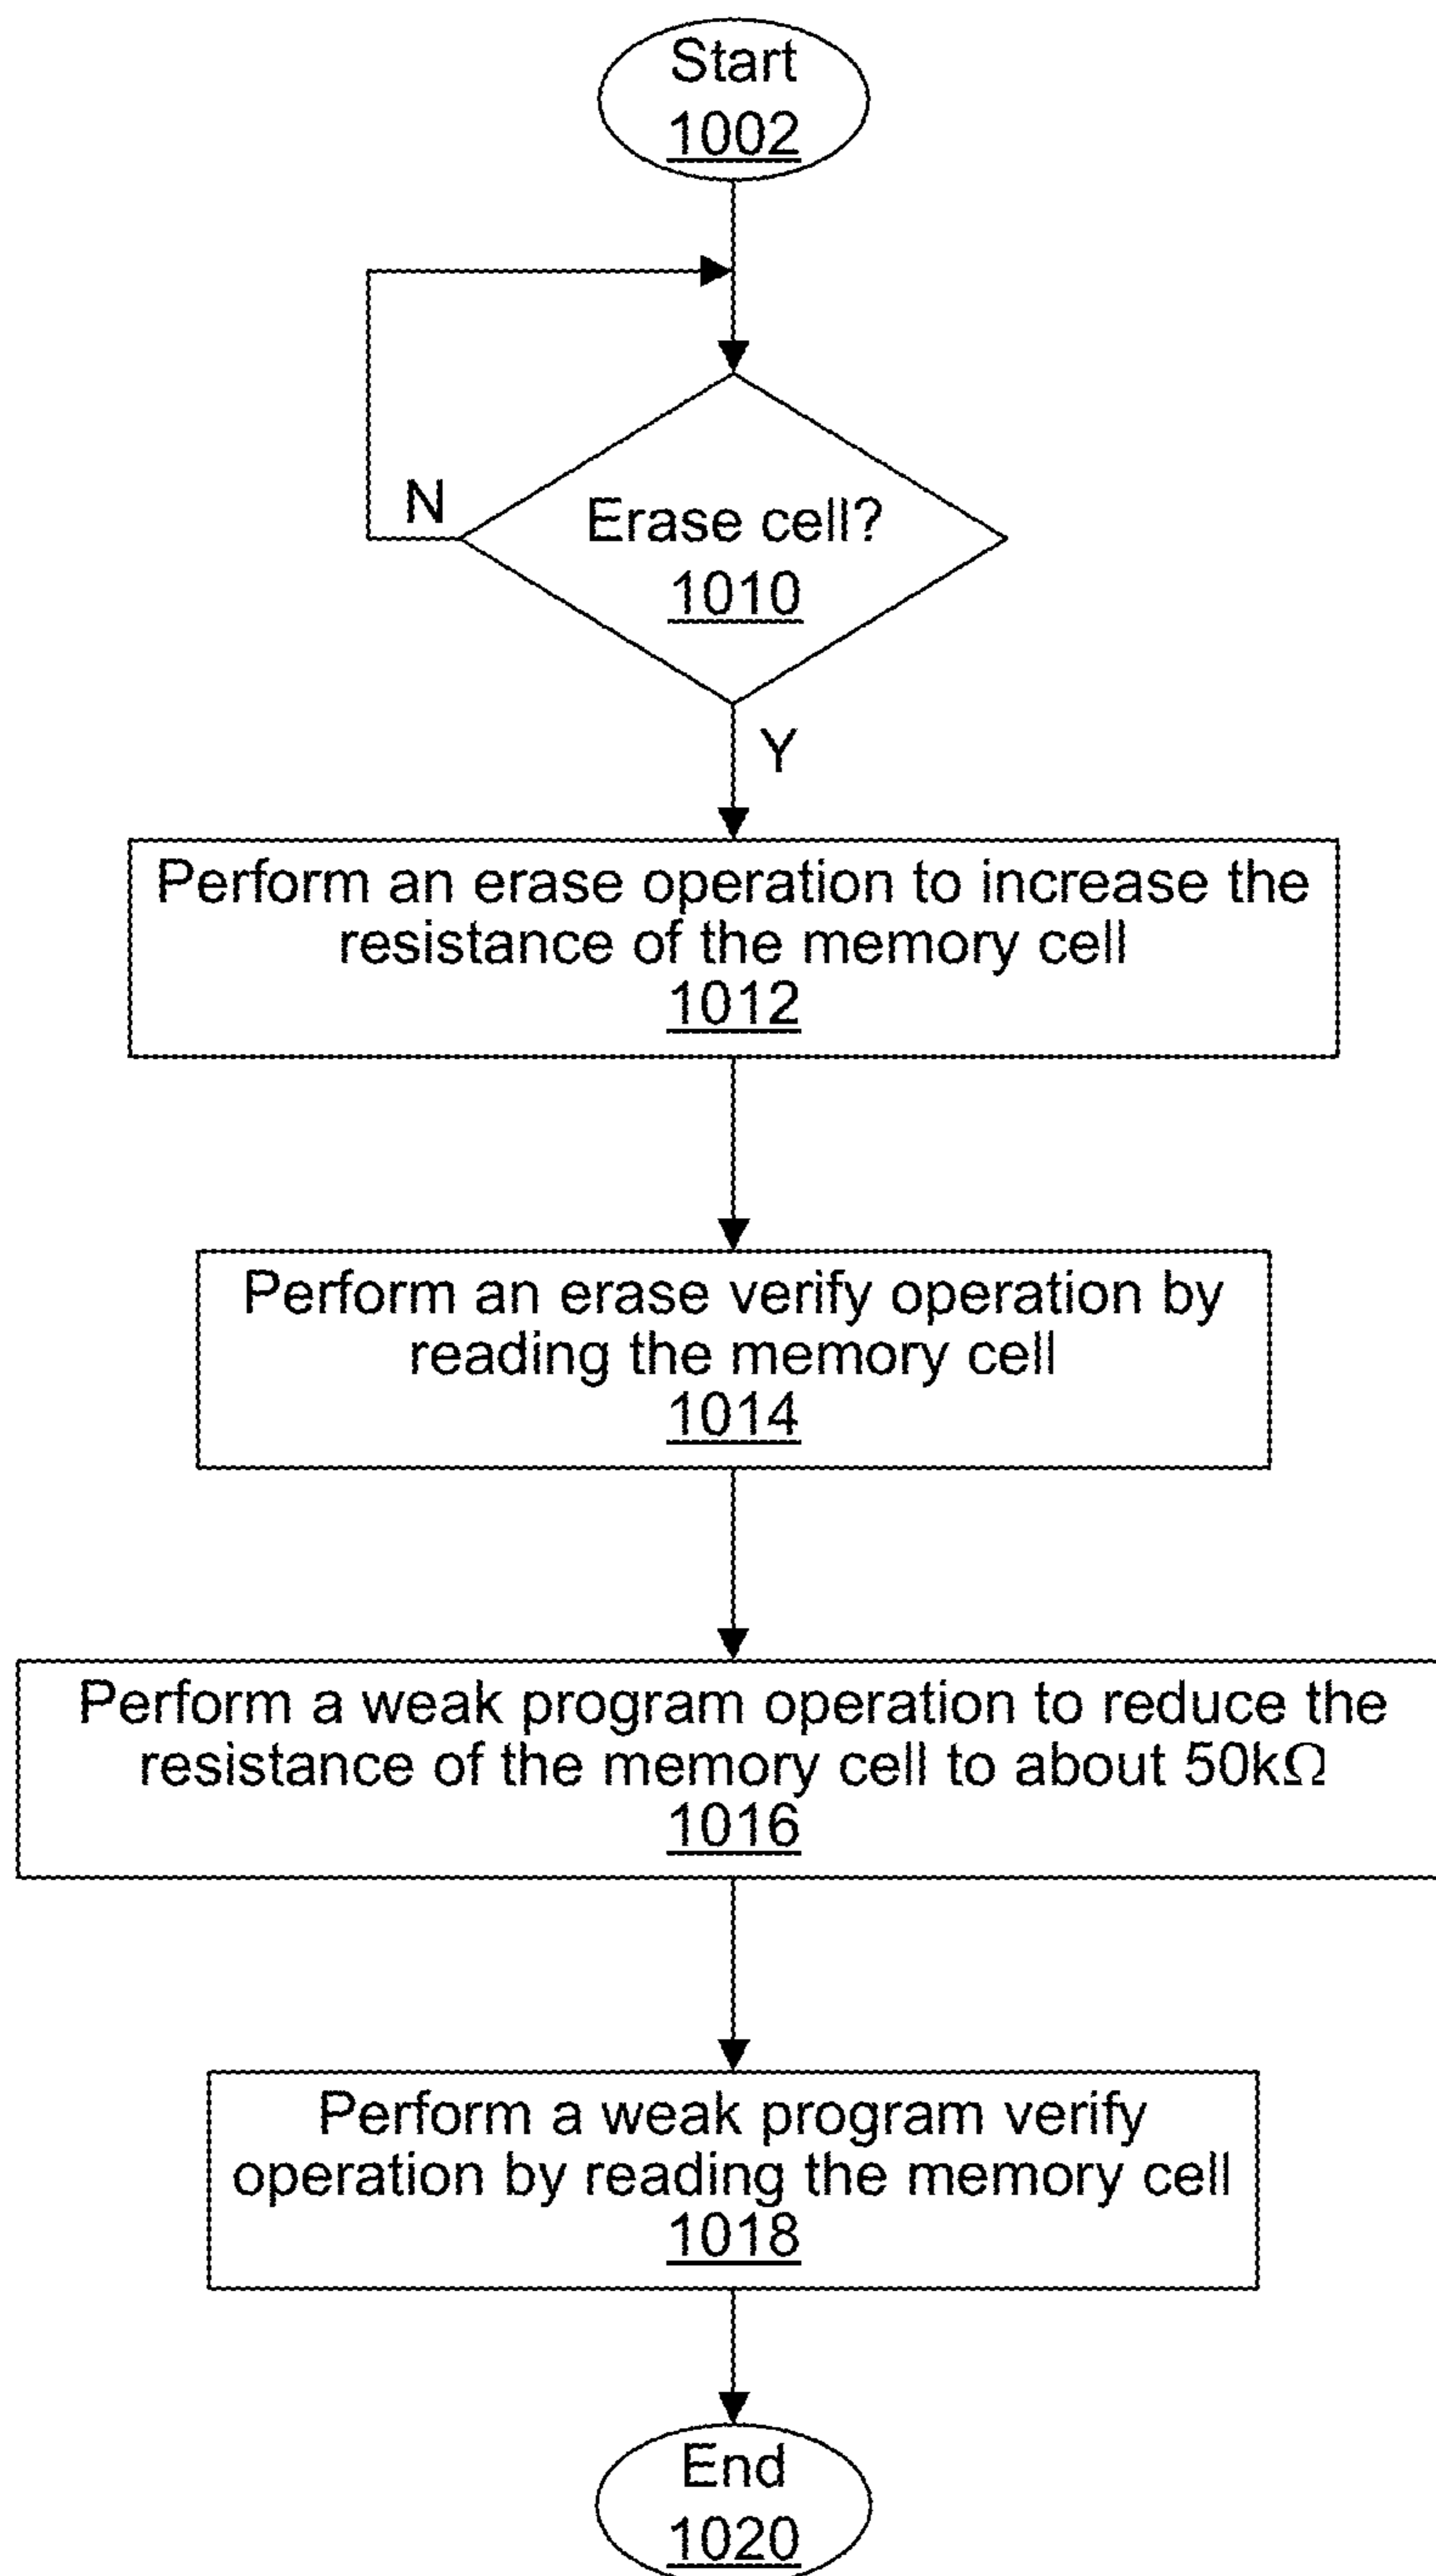 Start
1002
N
Erase cell?
1010
Y
Perform an erase operation to increase the
resistance of the memory cell
1012
Perform an erase verify operation by
reading the memory cell
1014
Perform a weak program operation to reduce the
resistance of the memory cell to about 50kΩ
1016
Perform a weak program verify
operation by reading the memory cell
1018
End
1020